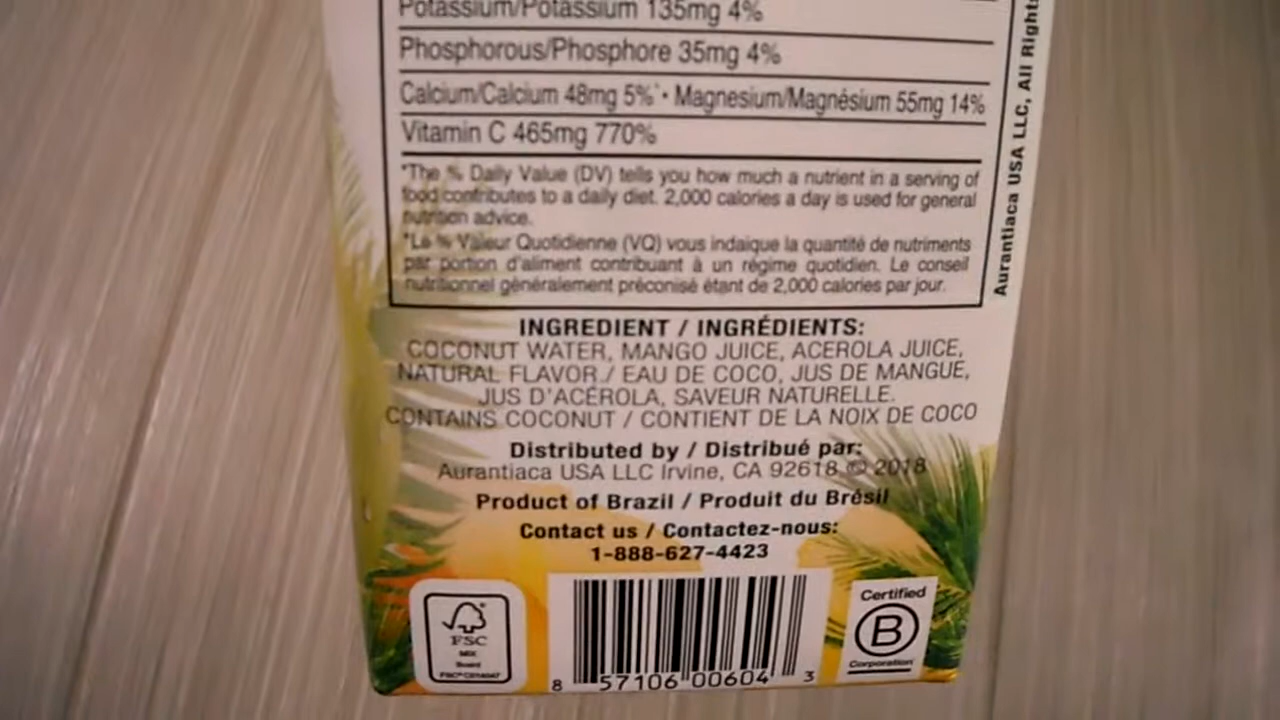 Potassium/Potassium 135mg 4%
Phosphorous/Phosphore 35mg 4%
Calcium/Calcium 48mg 5% • Magnesium/Magnésium 55mg 14%
Vitamin C 465mg 770%
*The % Daily Value (DV) tells you how much a nutrient in a serving of
food contributes to a daily diet. 2,000 calories a day is used for general
nutrition advice.
*Le % Valeur Quotidienne (VQ) vous indaique la quantité de nutriments
par portion d'aliment contribuant à un régime quotidien. Le conseil
nutritionnel généralement préconisé étant de 2,000 calories par jour.
Aurantiaca USA LLC, All Rights
INGREDIENT / INGRÉDIENTS:
COCONUT WATER, MANGO JUICE, ACEROLA JUICE,
NATURAL FLAVOR./ EAU DE COCO, JUS DE MANGUE,
JUS D'ACÉROLA, SAVEUR NATURELLE.
CONTAINS COCONUT / CONTIENT DE LA NOIX DE COCO
Distributed by / Distribué par:
Aurantiaca USA LLC Irvine, CA 92618 © 2018
Product of Brazil / Produit du Brésil
Contact us / Contactez-nous:
1-888-627-4423
FSC
MIX
Board
8 57106 00604 3
Certified
B
Corporation